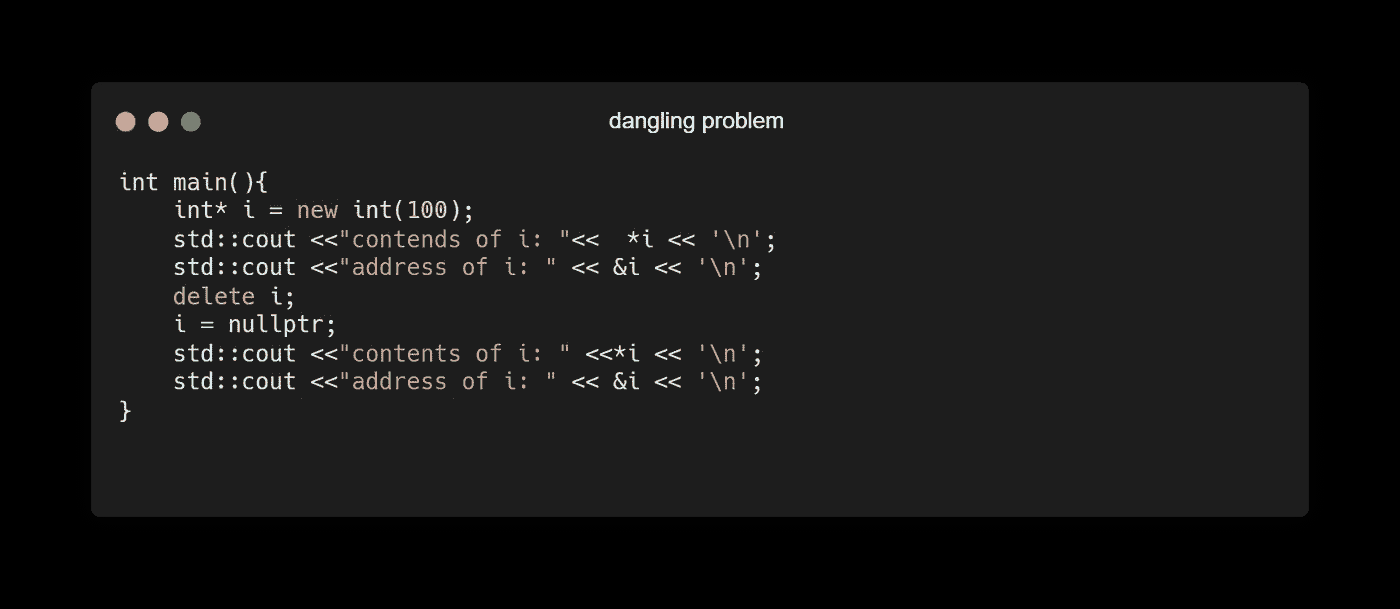 dangling problem
int main(){
    int* i = new int(100);
    std::cout <<"contends of i: "<<  *i << '\n';
    std::cout <<"address of i: " << &i << '\n';
    delete i;
    i = nullptr;
    std::cout <<"contents of i: " <<*i << '\n';
    std::cout <<"address of i: " << &i << '\n';
}